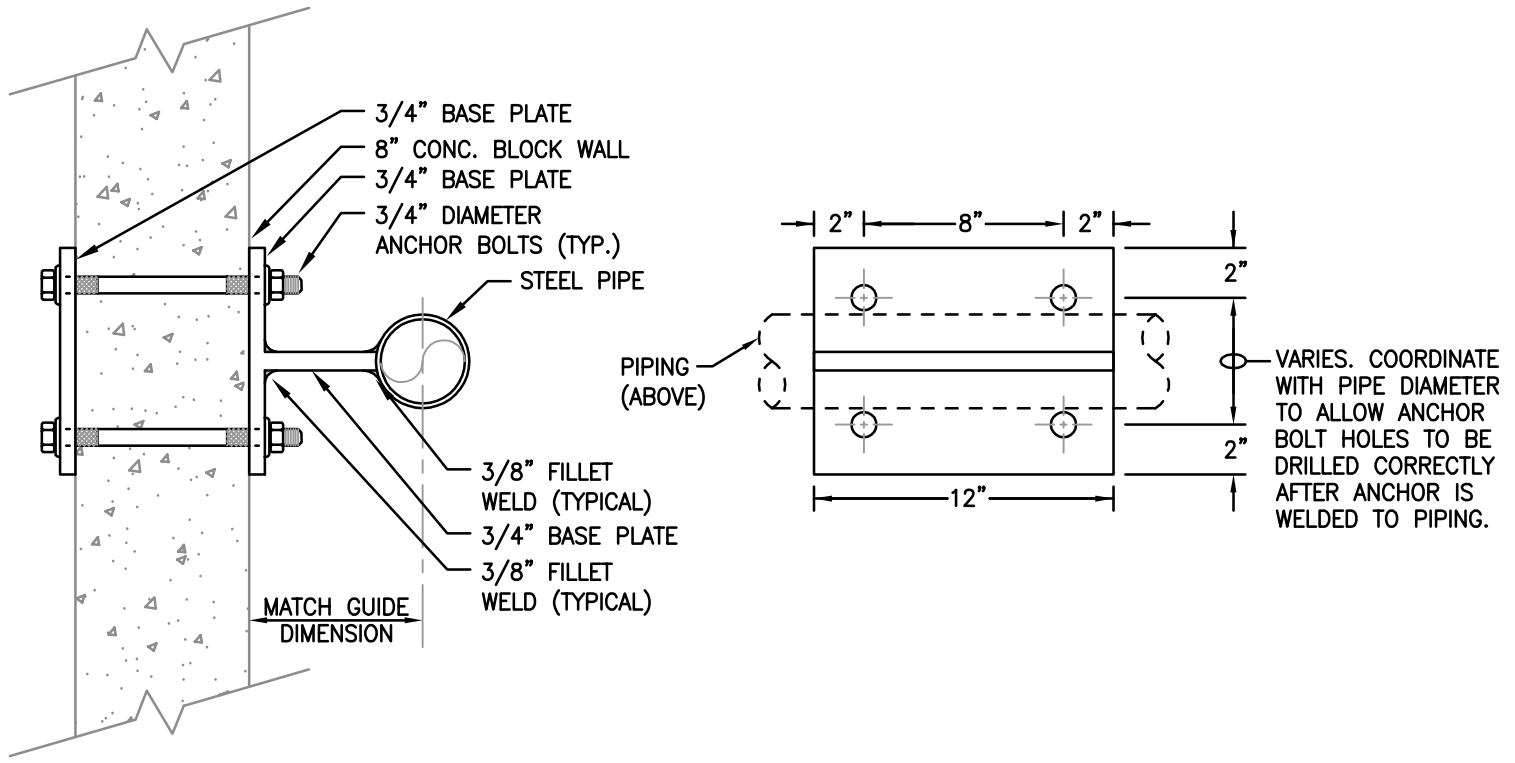 3/4" BASE PLATE
8" CONC. BLOCK WALL
3/4" BASE PLATE
3/4" DIAMETER
ANCHOR BOLTS (TYP.)
STEEL PIPE
3/8" FILLET
WELD (TYPICAL)
3/4" BASE PLATE
3/8" FILLET
WELD (TYPICAL)
MATCH GUIDE
DIMENSION
2" 8" 2"
2"
PIPING
(ABOVE)
VARIES. COORDINATE
WITH PIPE DIAMETER
TO ALLOW ANCHOR
BOLT HOLES TO BE
DRILLED CORRECTLY
AFTER ANCHOR IS
WELDED TO PIPING.
2"
12"